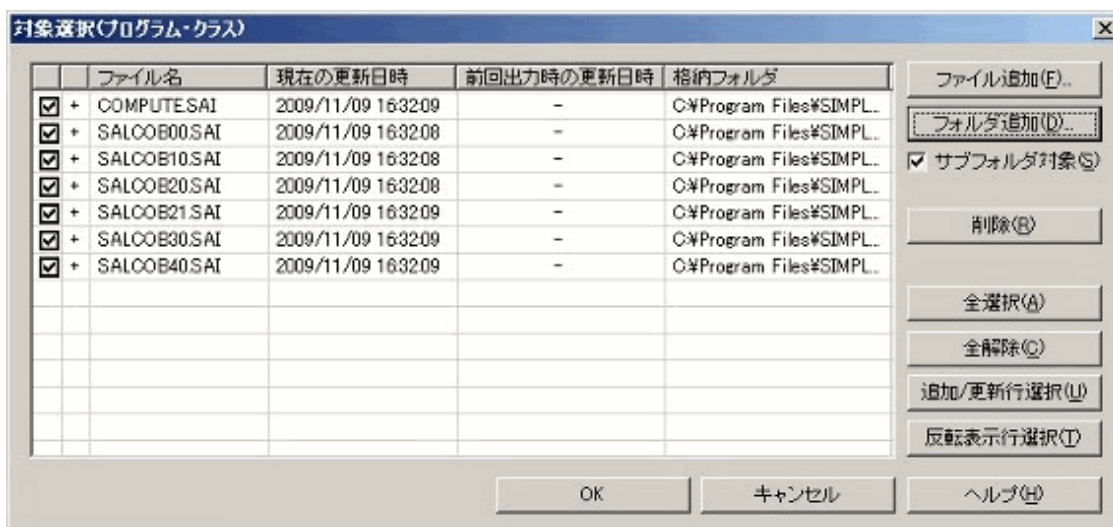 対象選択(プログラム・クラス)
ファイル名 現在の更新日時 前回出力時の更新日時 格納フォルダ
+ COMPUTE.SAI 2009/11/09 16:32:09 - C:¥Program Files¥SIMPL...
+ SALCOB00.SAI 2009/11/09 16:32:08 - C:¥Program Files¥SIMPL...
+ SALCOB10.SAI 2009/11/09 16:32:08 - C:¥Program Files¥SIMPL...
+ SALCOB20.SAI 2009/11/09 16:32:08 - C:¥Program Files¥SIMPL...
+ SALCOB21.SAI 2009/11/09 16:32:09 - C:¥Program Files¥SIMPL...
+ SALCOB30.SAI 2009/11/09 16:32:09 - C:¥Program Files¥SIMPL...
+ SALCOB40.SAI 2009/11/09 16:32:09 - C:¥Program Files¥SIMPL...
ファイル追加(F)...
フォルダ追加(D)...
サブフォルダ対象(S)
削除(R)
全選択(A)
全解除(C)
追加/更新行選択(U)
反転表示行選択(T)
OK キャンセル ヘルプ(H)